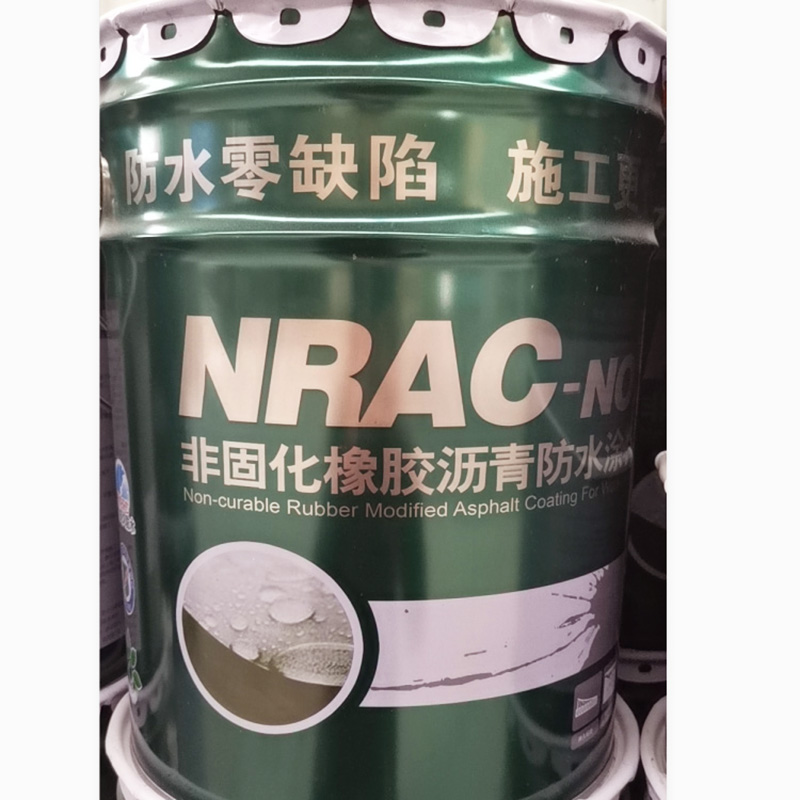 防水零缺陷 施工更
NRAC-NO
非固化橡胶沥青防水涂
Non-curable Rubber Modified Asphalt Coating For